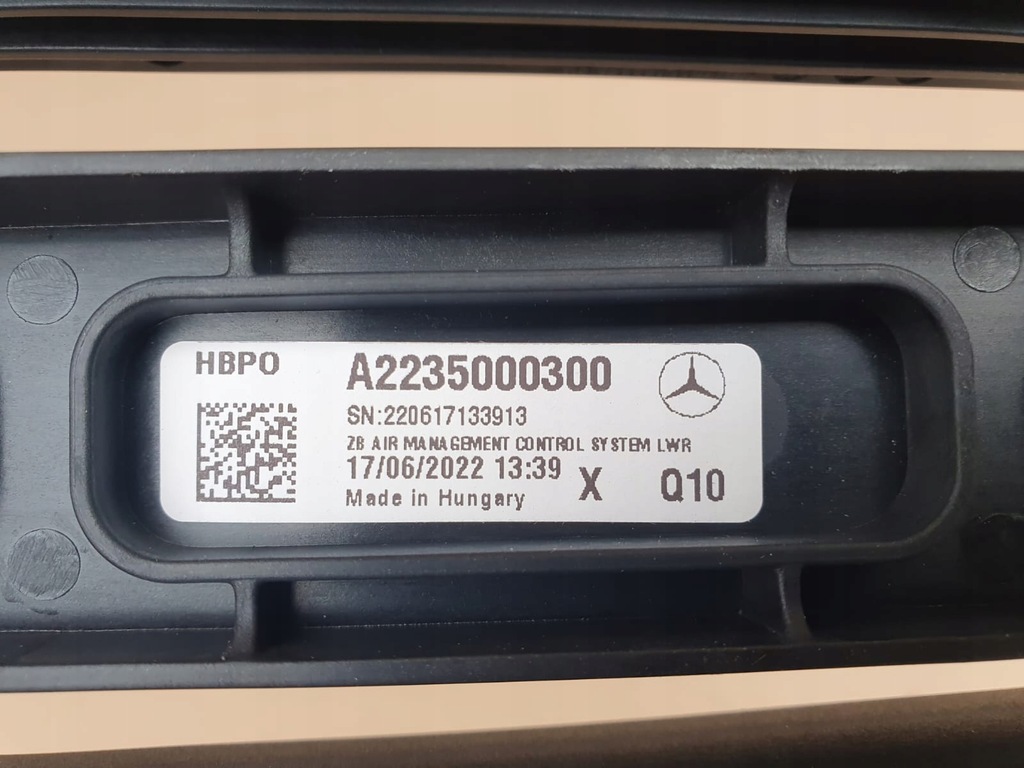 HBPO
A2235000300
SN:220617133913
ZB AIR MANAGEMENT CONTROL SYSTEM LWR
17/06/2022 13:39 X Q10
Made in Hungary